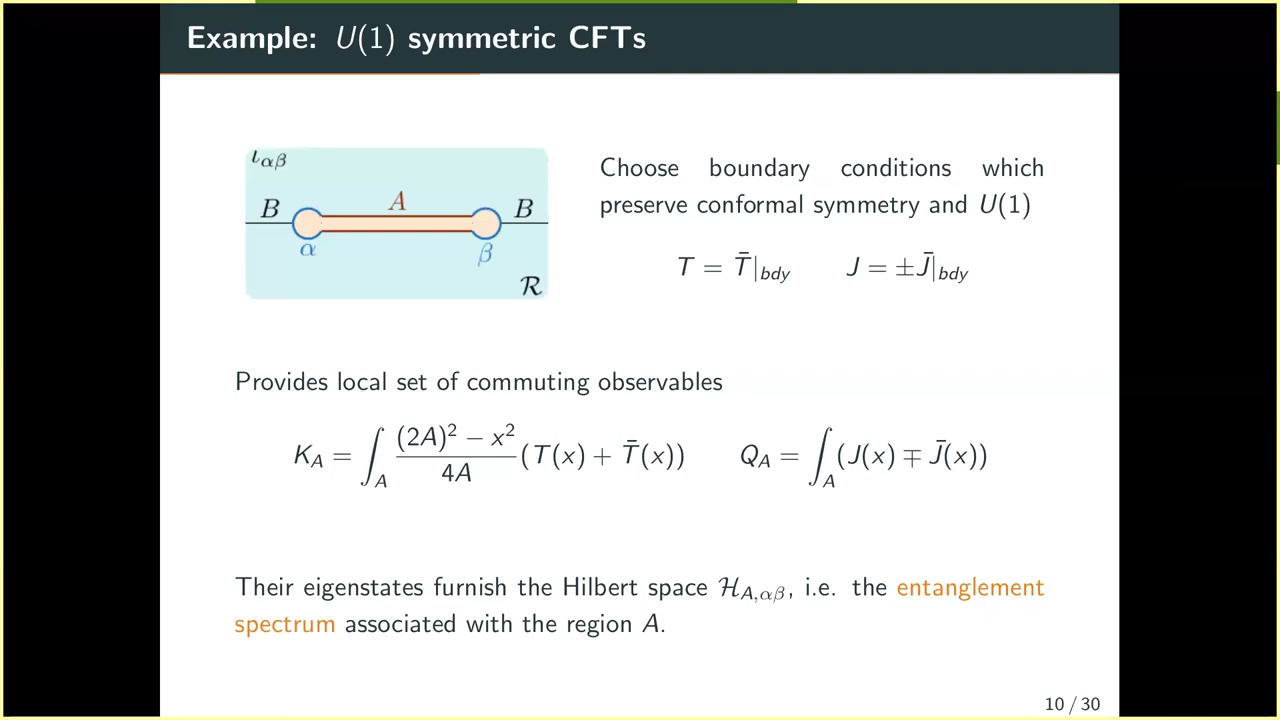 Example: U(1) symmetric CFTs
ι_{αβ}
B A B
α β
ℛ
Choose boundary conditions which
preserve conformal symmetry and U(1)
T = T̄|_{bdy} J = ±J̄|_{bdy}
Provides local set of commuting observables
K_A = ∫_A \frac{(2A)^2 − x^2}{4A} (T(x) + T̄(x)) Q_A = ∫_A (J(x) ∓ J̄(x))
Their eigenstates furnish the Hilbert space ℋ_{A,αβ}, i.e. the entanglement
spectrum associated with the region A.
10 / 30